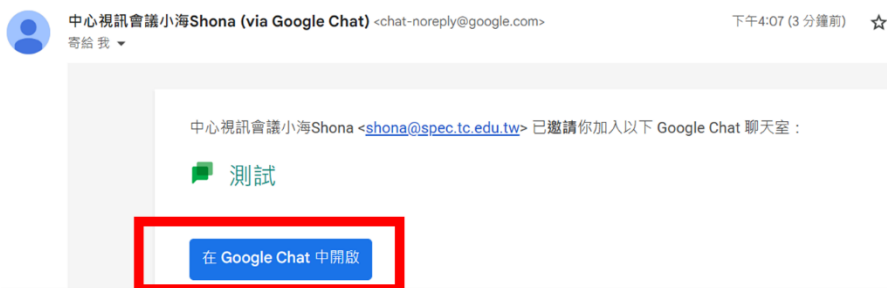 中心視訊會議小海Shona (via Google Chat) <chat-noreply@google.com> 下午4:07 (3 分鐘前)
寄給 我
中心視訊會議小海Shona <shona@spec.tc.edu.tw> 已邀請你加入以下 Google Chat 聊天室：
測試
在 Google Chat 中開啟